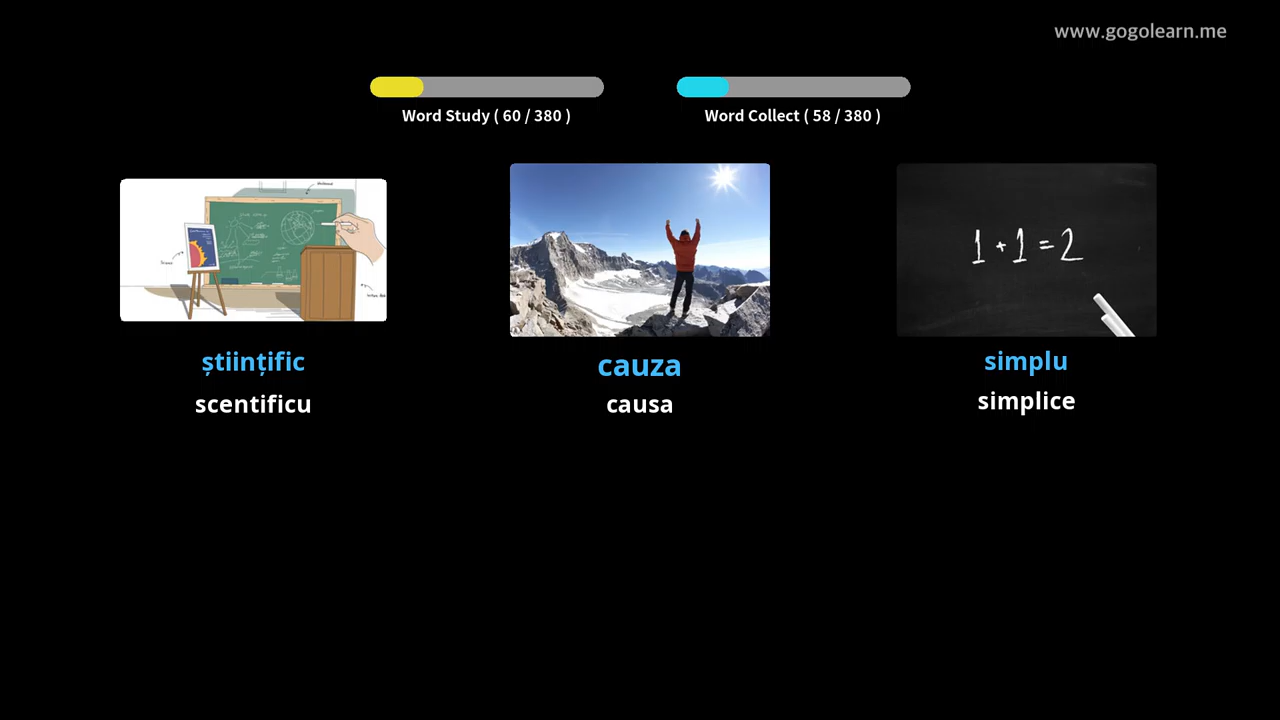 www.gogolearn.me
Word Study ( 60 / 380 )
Word Collect ( 58 / 380 )
1 + 1 = 2
științific
cauza
simplu
scentificu
causa
simplice